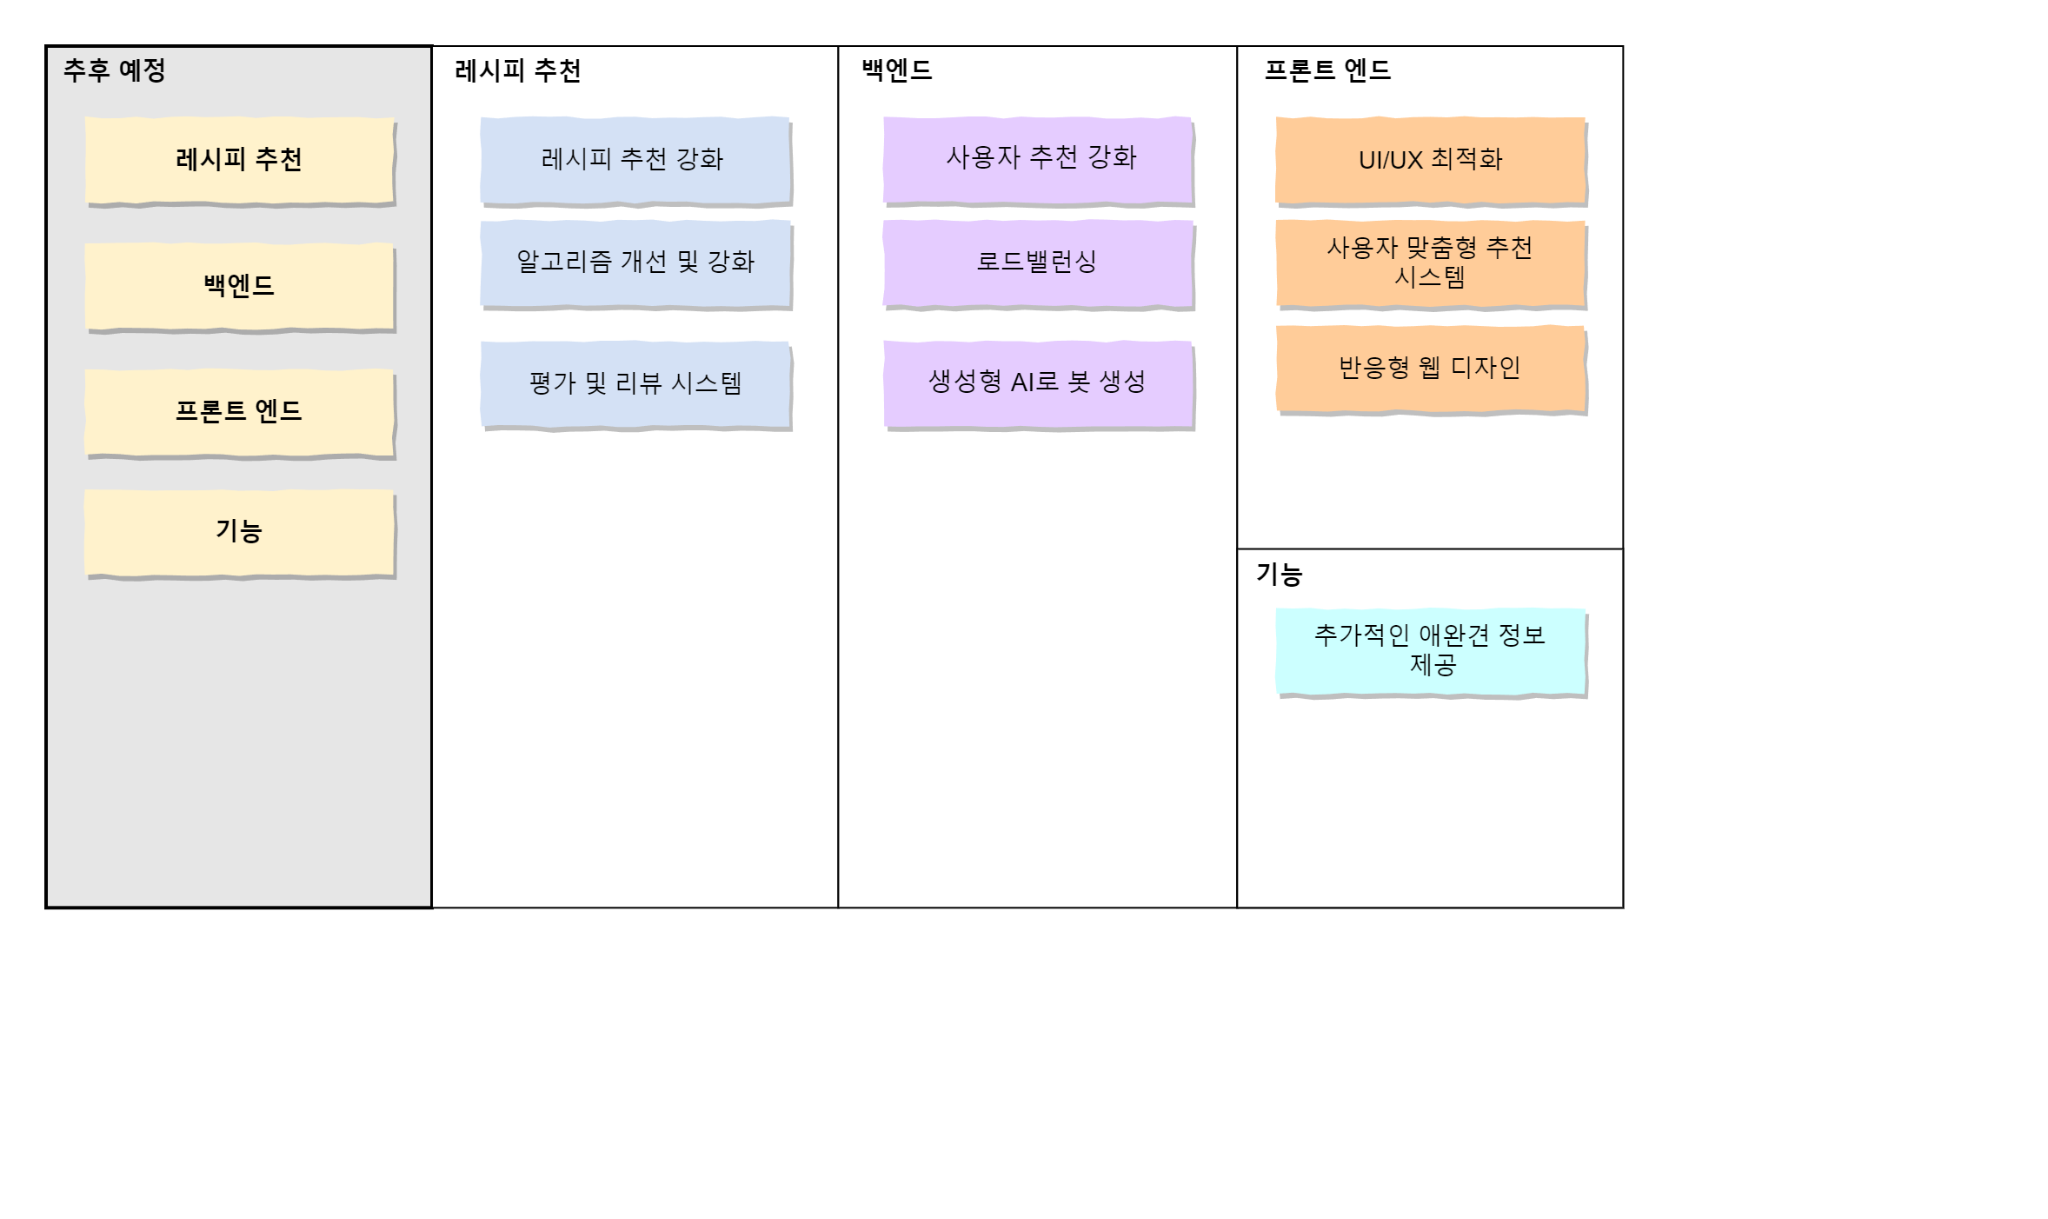 추후 예정
레시피 추천
백엔드
프론트 엔드
기능
레시피 추천
레시피 추천 강화
알고리즘 개선 및 강화
평가 및 리뷰 시스템
백엔드
사용자 추천 강화
로드밸런싱
생성형 AI로 봇 생성
프론트 엔드
UI/UX 최적화
사용자 맞춤형 추천
시스템
반응형 웹 디자인
기능
추가적인 애완견 정보
제공